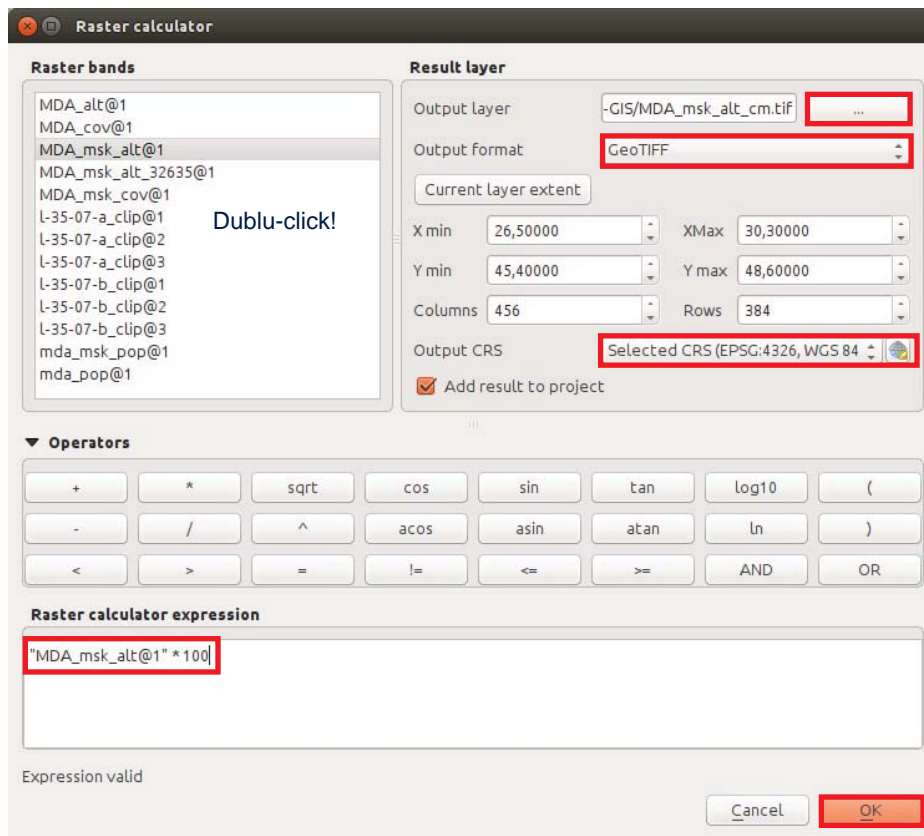 Raster calculator
Raster bands
MDA_alt@1
MDA_cov@1
MDA_msk_alt@1
MDA_msk_alt_32635@1
MDA_msk_cov@1
l-35-07-a_clip@1
l-35-07-a_clip@2
l-35-07-a_clip@3
l-35-07-b_clip@1
l-35-07-b_clip@2
l-35-07-b_clip@3
mda_msk_pop@1
mda_pop@1
Dublu-click!
Result layer
Output layer -GIS/MDA_msk_alt_cm.tif ...
Output format GeoTIFF
Current layer extent
X min 26,50000 XMax 30,30000
Y min 45,40000 Y max 48,60000
Columns 456 Rows 384
Output CRS Selected CRS (EPSG:4326, WGS 84
Add result to project
Operators
+ * sqrt cos sin tan log10 (
- / ^ acos asin atan ln )
< > = != <= >= AND OR
Raster calculator expression
"MDA_msk_alt@1" * 100
Expression valid
Cancel OK